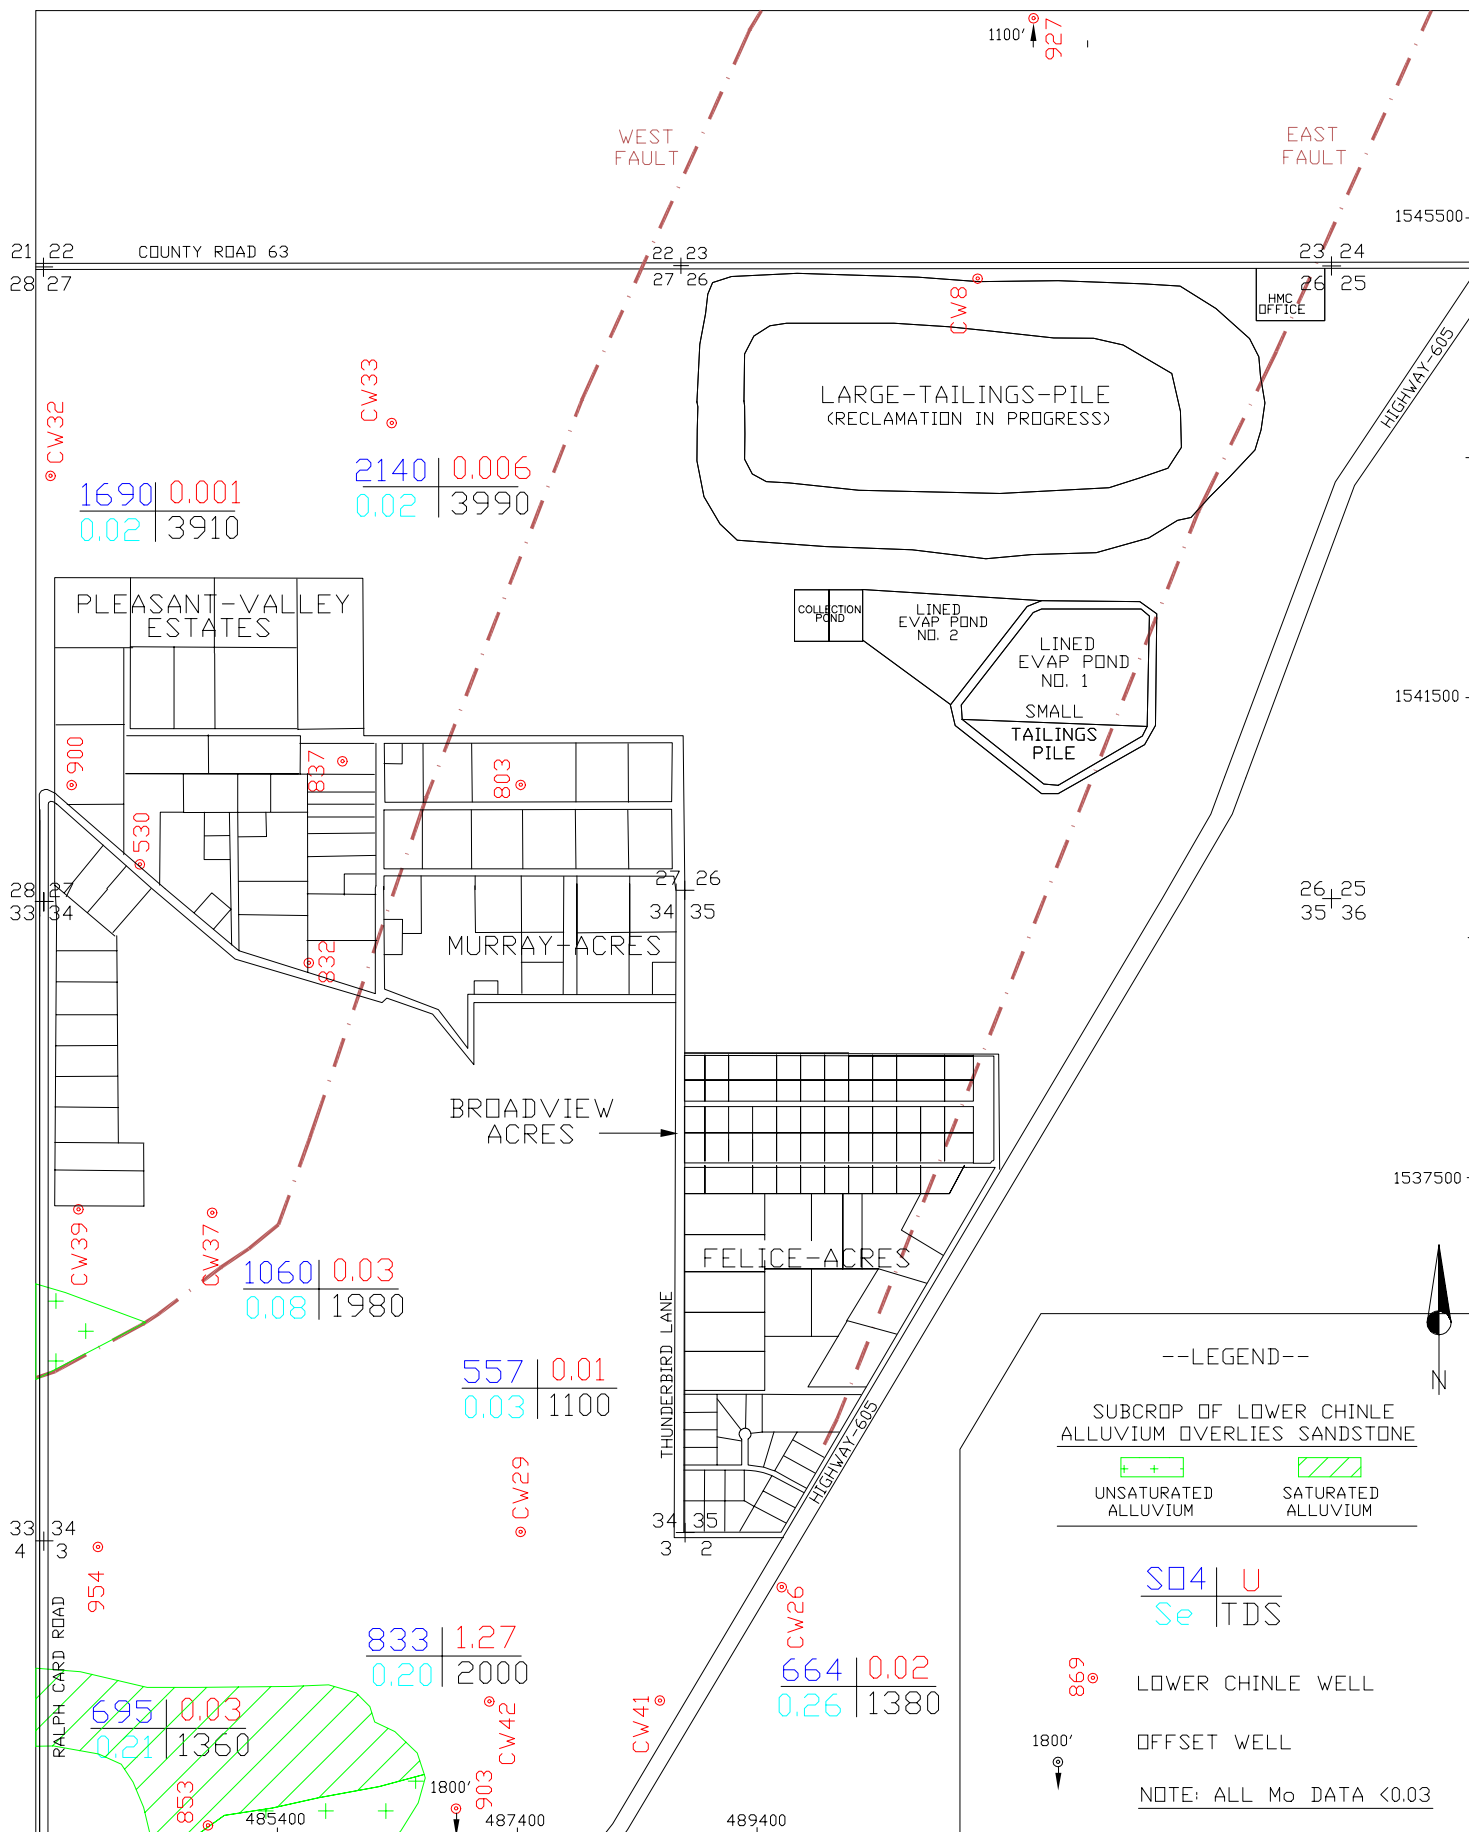 1100'
927
WEST
FAULT
EAST
FAULT
1545500
21 22
COUNTY ROAD 63
22 23
23 24
28 27
27 26
26 25
HMC
OFFICE
CW8
HIGHWAY-605
CW33
CW32
LARGE-TAILINGS-PILE
(RECLAMATION IN PROGRESS)
2140 0.006
0.02 3990
1690 0.001
0.02 3910
PLEASANT-VALLEY
ESTATES
COLLECTION
POND
LINED
EVAP POND
NO. 2
LINED
EVAP POND
NO. 1
SMALL
TAILINGS
PILE
1541500
900
837
803
530
28 27
33 34
27 26
34 35
26 25
35 36
MURRAY-ACRES
832
BROADVIEW
ACRES
1537500
CW39
CW37
FELICE-ACRES
1060 0.03
0.08 1980
THUNDERBIRD LANE
557 0.01
0.03 1100
N
--LEGEND--
SUBCROP OF LOWER CHINLE
ALLUVIUM OVERLIES SANDSTONE
UNSATURATED
ALLUVIUM
SATURATED
ALLUVIUM
HIGHWAY-605
CW29
33 34
4 3
34 35
3 2
954
CW26
SO4 U
Se TDS
RALPH CARD ROAD
833 1.27
0.20 2000
664 0.02
0.26 1380
869
LOWER CHINLE WELL
695 0.03
0.21 1360
CW42
CW41
1800'
OFFSET WELL
853
1800'
903
NOTE: ALL Mo DATA <0.03
485400
487400
489400